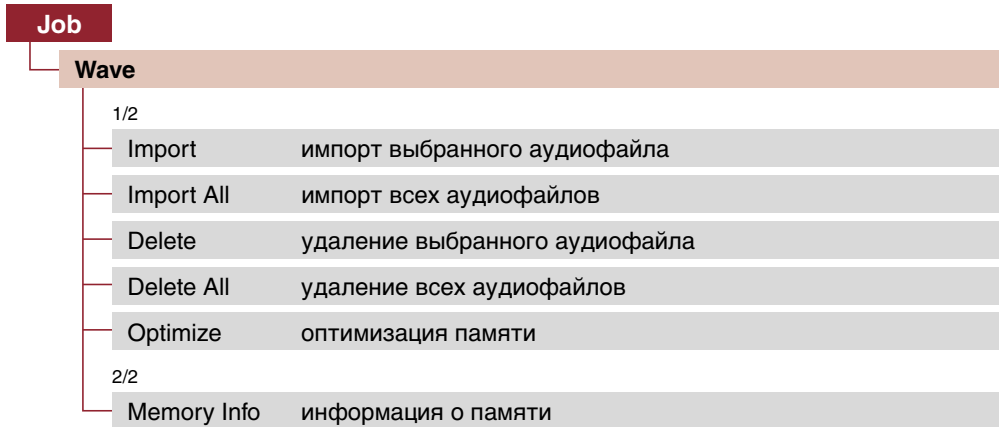 Job
Wave
1/2
Import импорт выбранного аудиофайла
Import All импорт всех аудиофайлов
Delete удаление выбранного аудиофайла
Delete All удаление всех аудиофайлов
Optimize оптимизация памяти
2/2
Memory Info информация о памяти